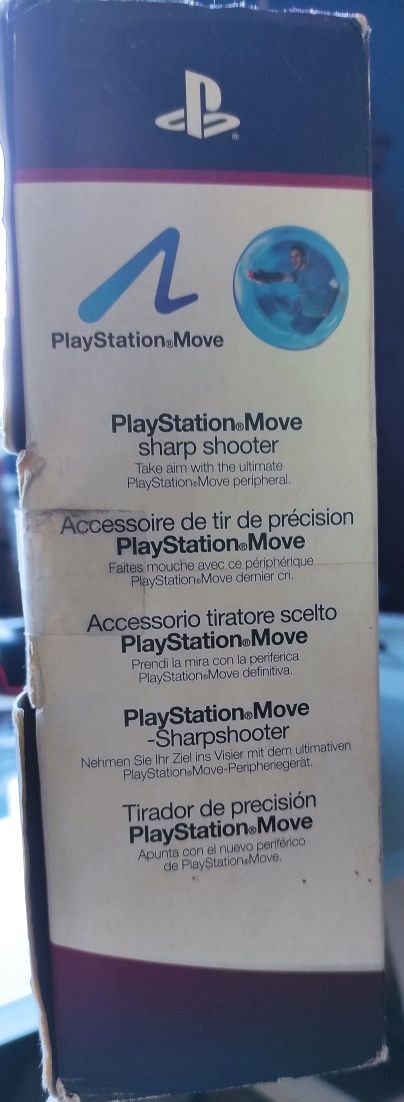 PlayStation®Move
PlayStation®Move
sharp shooter
Take aim with the ultimate
PlayStation®Move peripheral.
Accessoire de tir de précision
PlayStation®Move
Faites mouche avec ce périphérique
PlayStation®Move dernier cri.
Accessorio tiratore scelto
PlayStation®Move
Prendi la mira con la periferica
PlayStation®Move definitiva.
PlayStation®Move
-Sharpshooter
Nehmen Sie Ihr Ziel ins Visier mit dem ultimativen
PlayStation®Move-Peripheriegerät.
Tirador de precisión
PlayStation®Move
Apunta con el nuevo periférico
de PlayStation®Move.